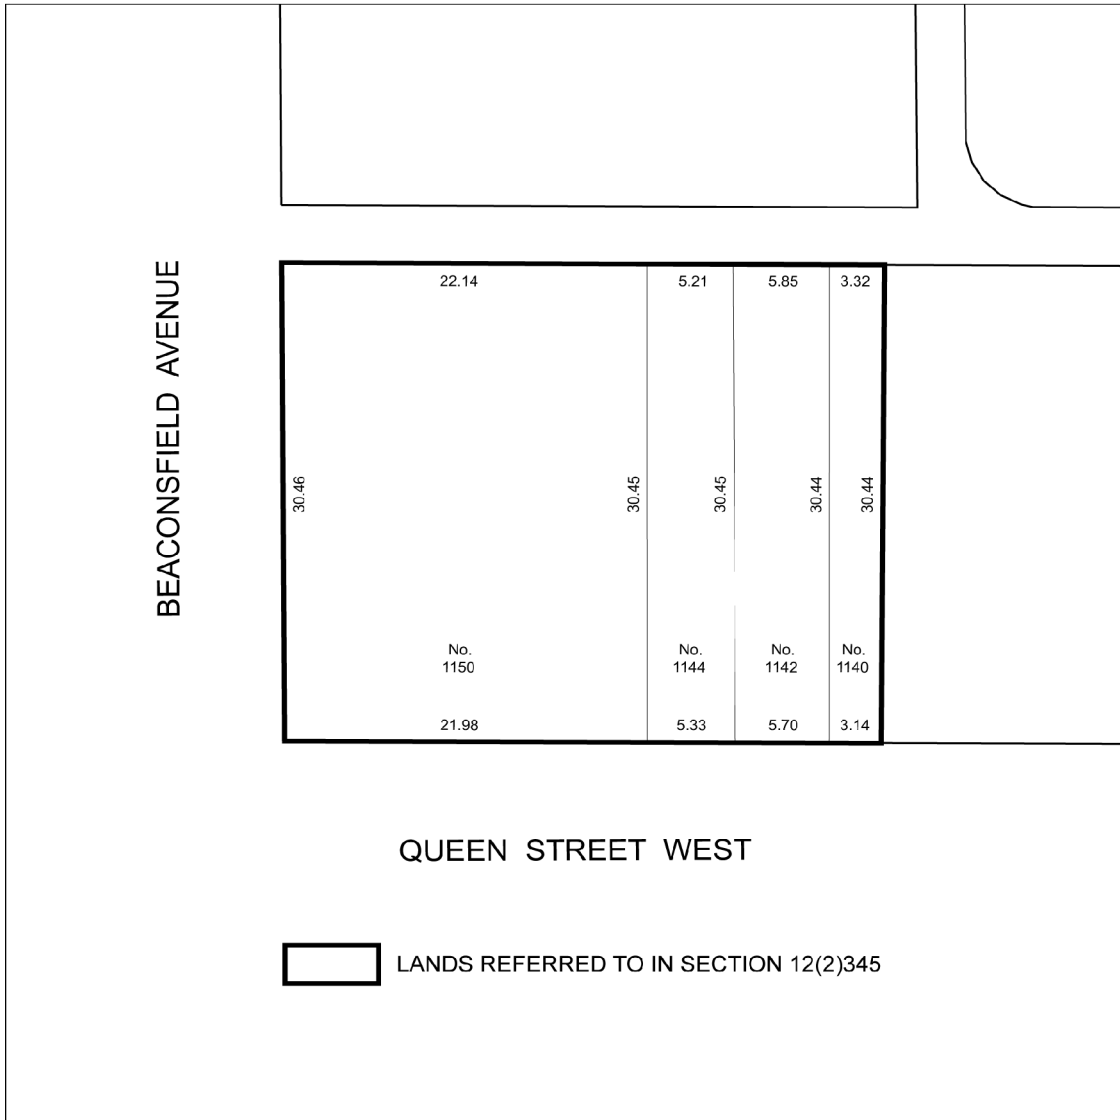 22.14 5.21 5.85 3.32
BEACONSFIELD AVENUE
30.46 30.45 30.45 30.44 30.44
No. No. No. No.
1150 1144 1142 1140
21.98 5.33 5.70 3.14
QUEEN STREET WEST
LANDS REFERRED TO IN SECTION 12(2)345